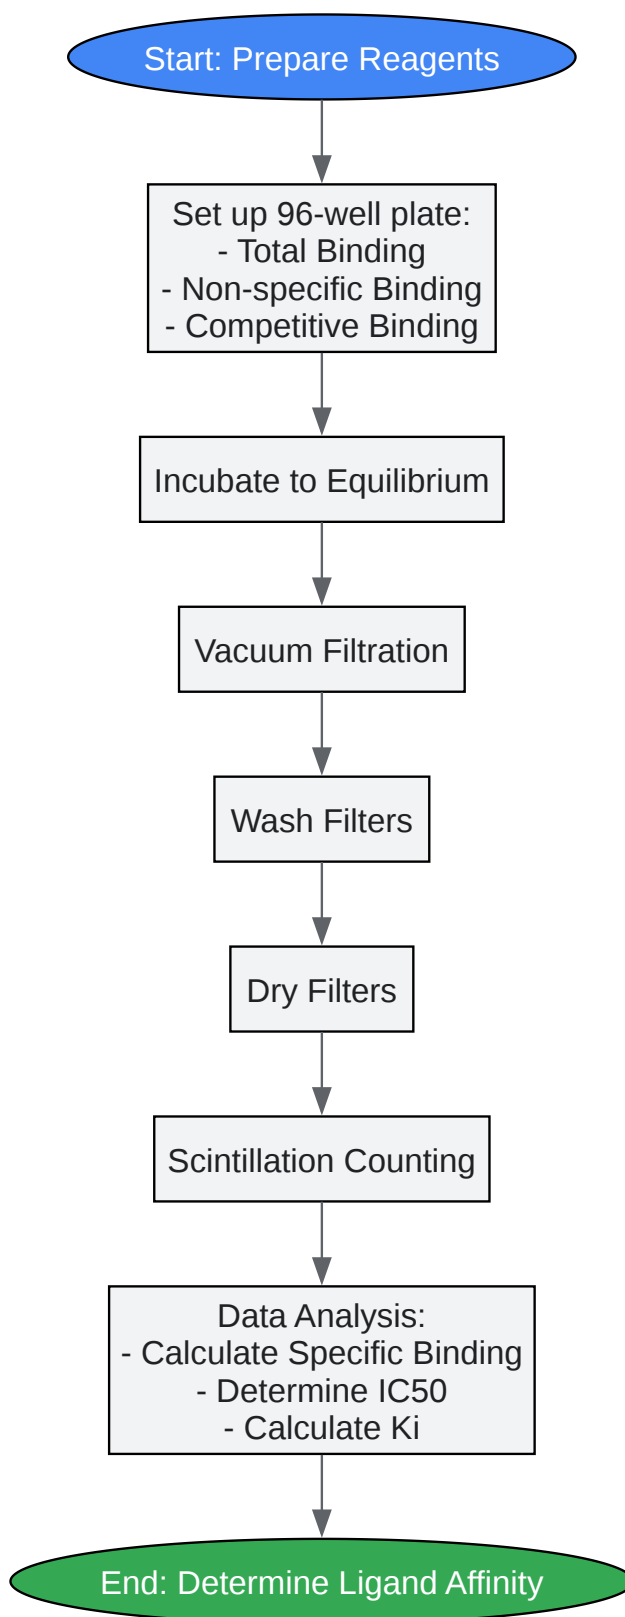 Start: Prepare Reagents
Set up 96-well plate:
- Total Binding
- Non-specific Binding
- Competitive Binding
Incubate to Equilibrium
Vacuum Filtration
Wash Filters
Dry Filters
Scintillation Counting
Data Analysis:
- Calculate Specific Binding
- Determine IC50
- Calculate Ki
End: Determine Ligand Affinity